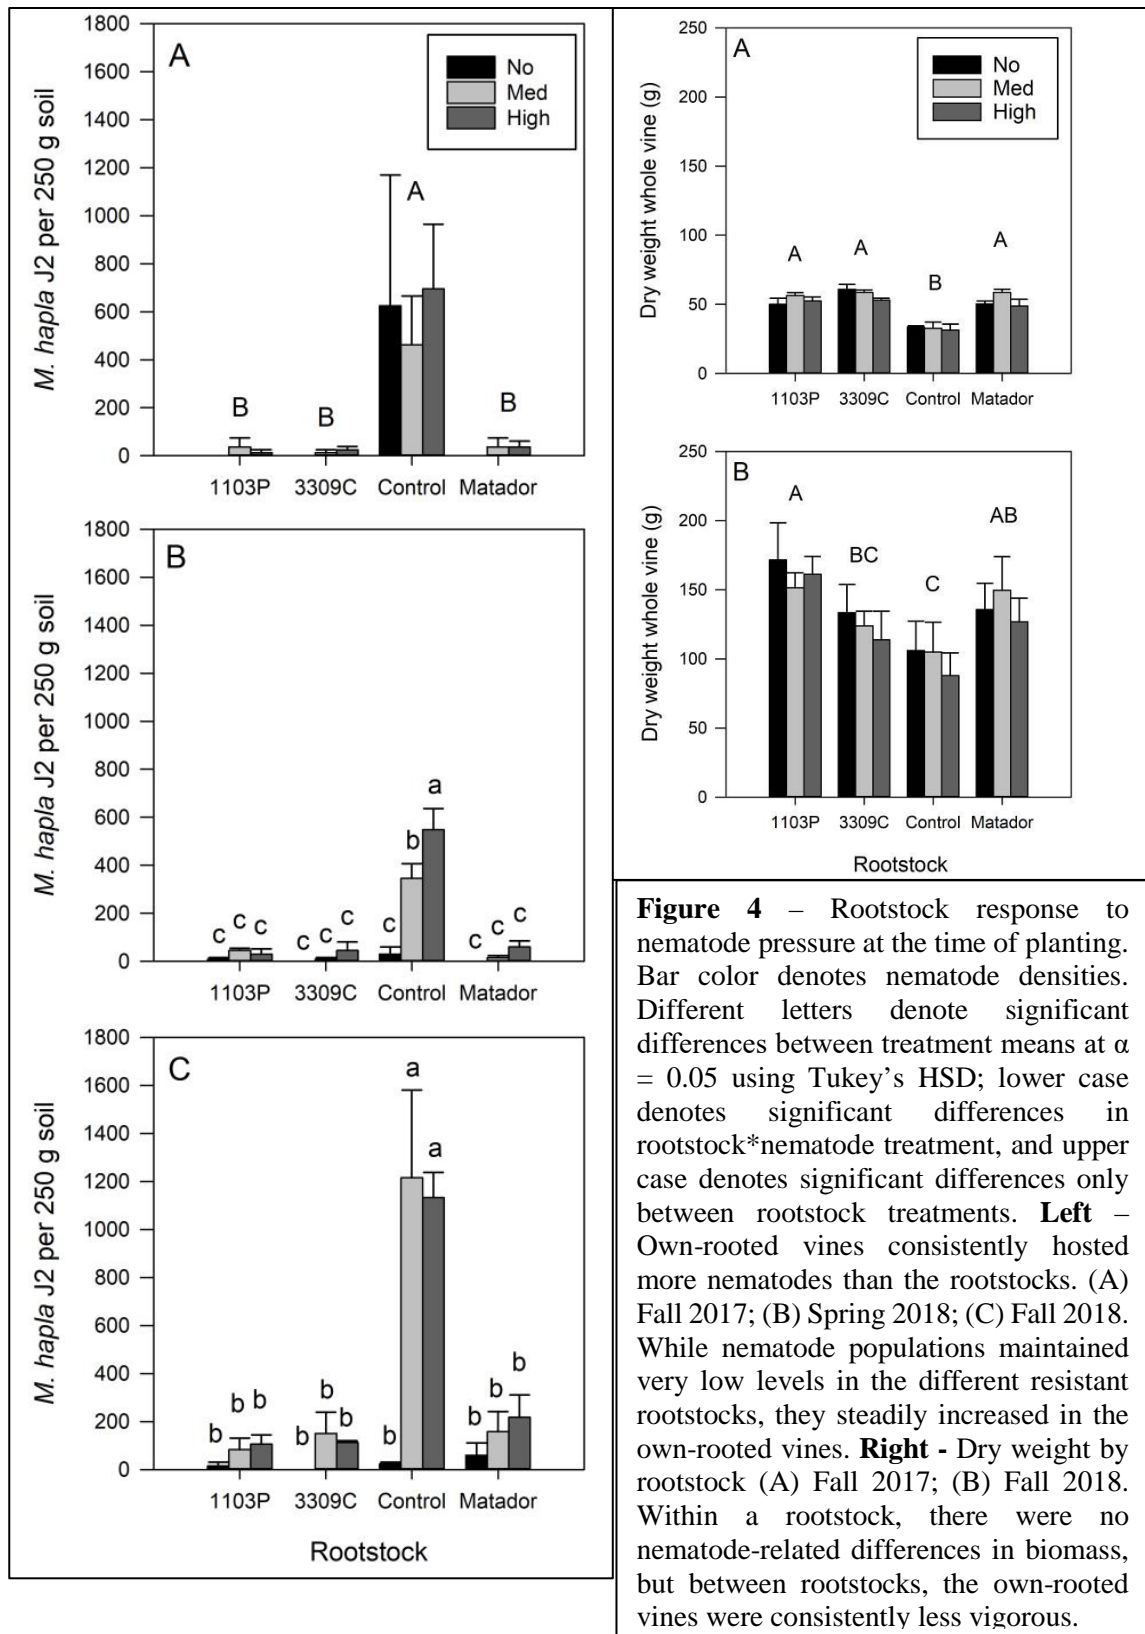 1800
1600
1400
1200
1000
800
600
400
200
0
M. hapla J2 per 250 g soil
A
No
Med
High
A
B
B
B
1103P 3309C Control Matador
1800
1600
1400
1200
1000
800
600
400
200
0
M. hapla J2 per 250 g soil
B
c c c
c c c
c b a
c c c
1103P 3309C Control Matador
1800
1600
1400
1200
1000
800
600
400
200
0
M. hapla J2 per 250 g soil
C
b b b
b b b
b a a
b b b
1103P 3309C Control Matador
Rootstock
250
200
150
100
50
0
Dry weight whole vine (g)
A
No
Med
High
A
A
B
A
1103P 3309C Control Matador
250
200
150
100
50
0
Dry weight whole vine (g)
B
A
BC
C
AB
1103P 3309C Control Matador
Rootstock
Figure 4 – Rootstock response to
nematode pressure at the time of planting.
Bar color denotes nematode densities.
Different letters denote significant
differences between treatment means at α
= 0.05 using Tukey’s HSD; lower case
denotes significant differences in
rootstock*nematode treatment, and upper
case denotes significant differences only
between rootstock treatments. Left –
Own-rooted vines consistently hosted
more nematodes than the rootstocks. (A)
Fall 2017; (B) Spring 2018; (C) Fall 2018.
While nematode populations maintained
very low levels in the different resistant
rootstocks, they steadily increased in the
own-rooted vines. Right - Dry weight by
rootstock (A) Fall 2017; (B) Fall 2018.
Within a rootstock, there were no
nematode-related differences in biomass,
but between rootstocks, the own-rooted
vines were consistently less vigorous.